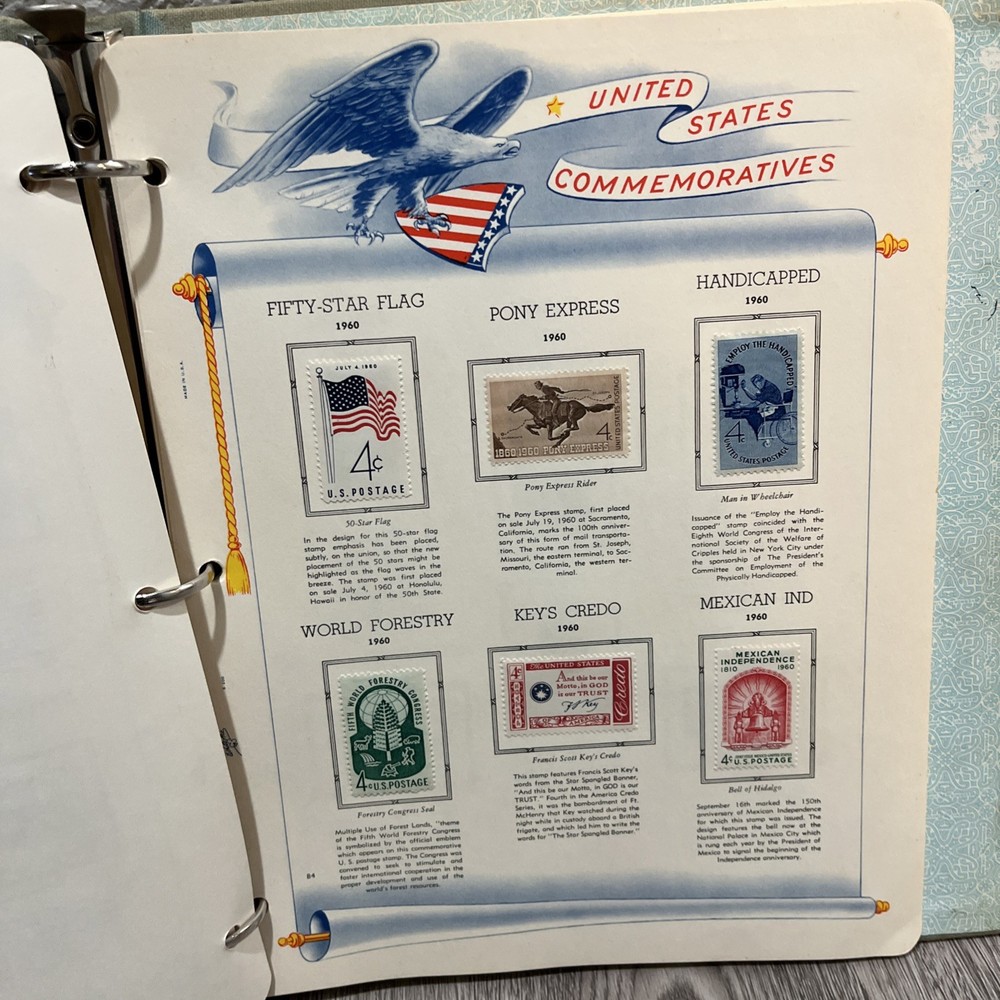 UNITED
STATES
COMMEMORATIVES
MADE IN U.S.A.
FIFTY-STAR FLAG
1960
JULY 4, 1960
4¢
U.S. POSTAGE
50-Star Flag
In the design for this 50-star flag
stamp emphasis has been placed,
subtly, on the union, so that the new
placement of the 50 stars might be
highlighted as the flag waves in the
breeze. The stamp was first placed
on sale July 4, 1960 at Honolulu,
Hawaii in honor of the 50th State.
PONY EXPRESS
1960
UNITED STATES POSTAGE
4¢
1860 1960 PONY EXPRESS
Pony Express Rider
The Pony Express stamp, first placed
on sale July 19, 1960 at Sacramento,
California, marks the 100th anniver-
sary of this form of mail transporta-
tion. The route ran from St. Joseph,
Missouri, the eastern terminal, to Sac-
ramento, California, the western ter-
minal.
HANDICAPPED
1960
EMPLOY THE HANDICAPPED
4¢
UNITED STATES POSTAGE
Man in Wheelchair
Issuance of the "Employ the Handi-
capped" stamp coincided with the
Eighth World Congress of the Inter-
national Society of the Welfare of
Cripples held in New York City under
the sponsorship of The President's
Committee on Employment of the
Physically Handicapped.
WORLD FORESTRY
1960
FIFTH WORLD FORESTRY CONGRESS
4¢ U.S. POSTAGE
Forestry Congress Seal
Multiple Use of Forest Lands, "theme
of the Fifth World Forestry Congress
is symbolized by the official emblem
which appears on this commemorative
U. S. postage stamp. The Congress was
convened to seek to stimulate and
foster international cooperation in the
proper development and use of the
world's forest resources.
KEY'S CREDO
1960
The UNITED STATES
4¢
And this be our
Motto, in GOD
is our TRUST
F S Key
Credo
Francis Scott Key's Credo
This stamp features Francis Scott Key's
words from the Star Spangled Banner,
"And this be our Motto, in GOD is our
TRUST." Fourth in the America Credo
Series, it was the bombardment of Ft.
McHenry that Key watched during the
night while in custody aboard a British
frigate, and which led him to write the
words for "The Star Spangled Banner."
MEXICAN IND
1960
MEXICAN
INDEPENDENCE
1810 1960
4¢ U.S. POSTAGE
Bell of Hidalgo
September 16th marked the 150th
anniversary of Mexican Independence
for which this stamp was issued. The
design features the bell now at the
National Palace in Mexico City which
is rung each year by the President of
Mexico to signal the beginning of the
Independence anniversary.
84